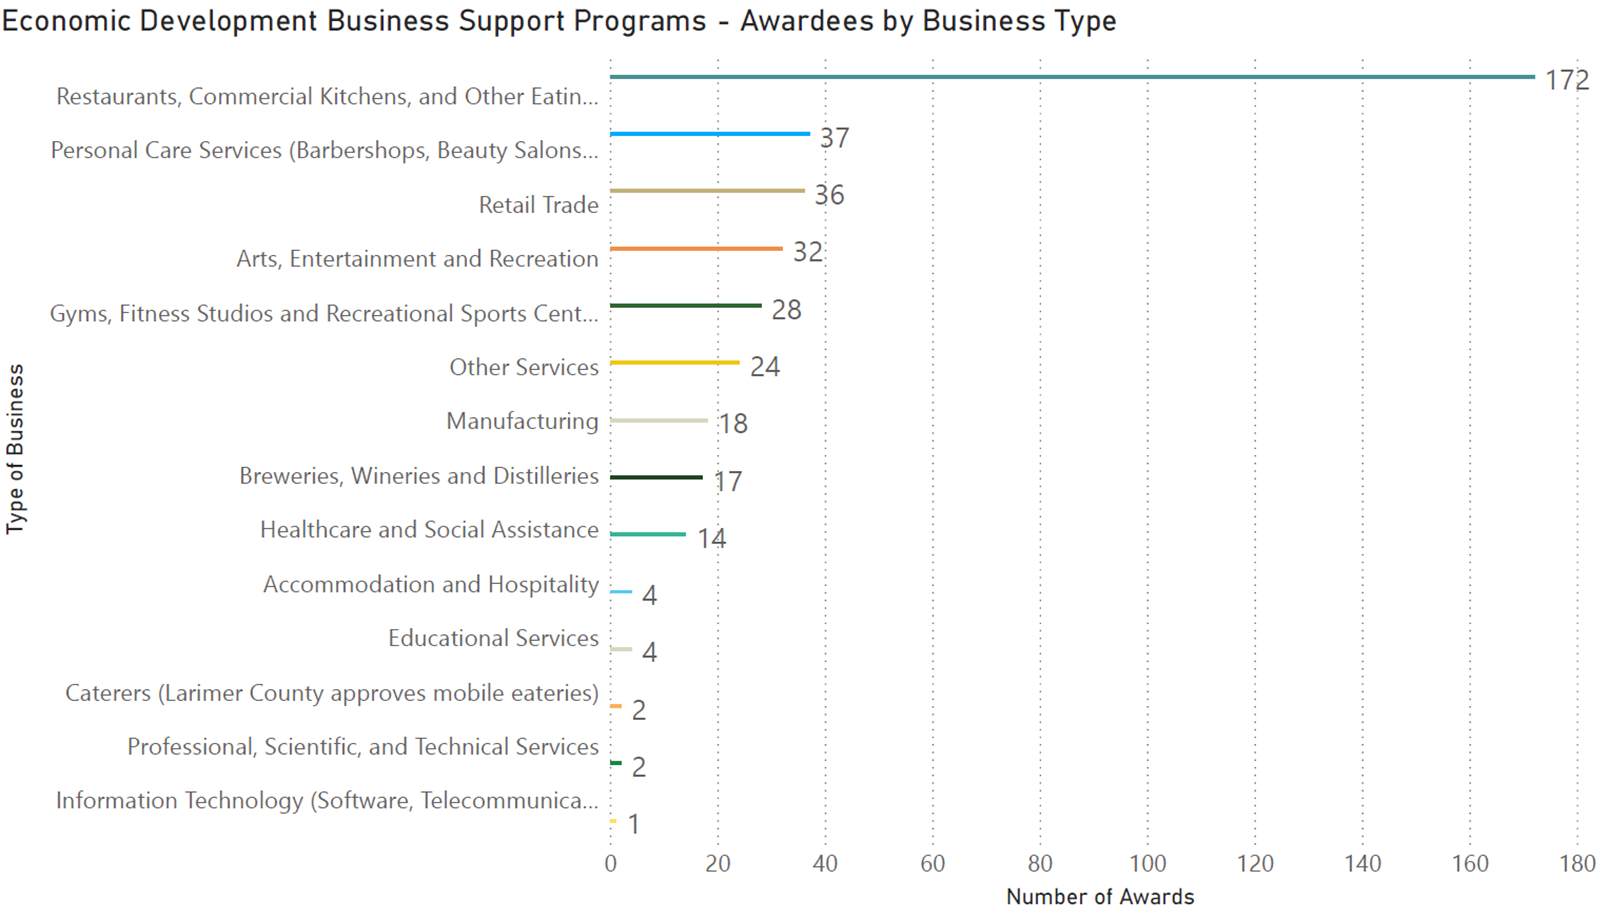 Economic Development Business Support Programs - Awardees by Business Type
Restaurants, Commercial Kitchens, and Other Eatin... 172
Personal Care Services (Barbershops, Beauty Salons... 37
Retail Trade 36
Arts, Entertainment and Recreation 32
Gyms, Fitness Studios and Recreational Sports Cent... 28
Other Services 24
Manufacturing 18
Breweries, Wineries and Distilleries 17
Healthcare and Social Assistance 14
Accommodation and Hospitality 4
Educational Services 4
Caterers (Larimer County approves mobile eateries) 2
Professional, Scientific, and Technical Services 2
Information Technology (Software, Telecommunica... 1
Type of Business
0 20 40 60 80 100 120 140 160 180
Number of Awards